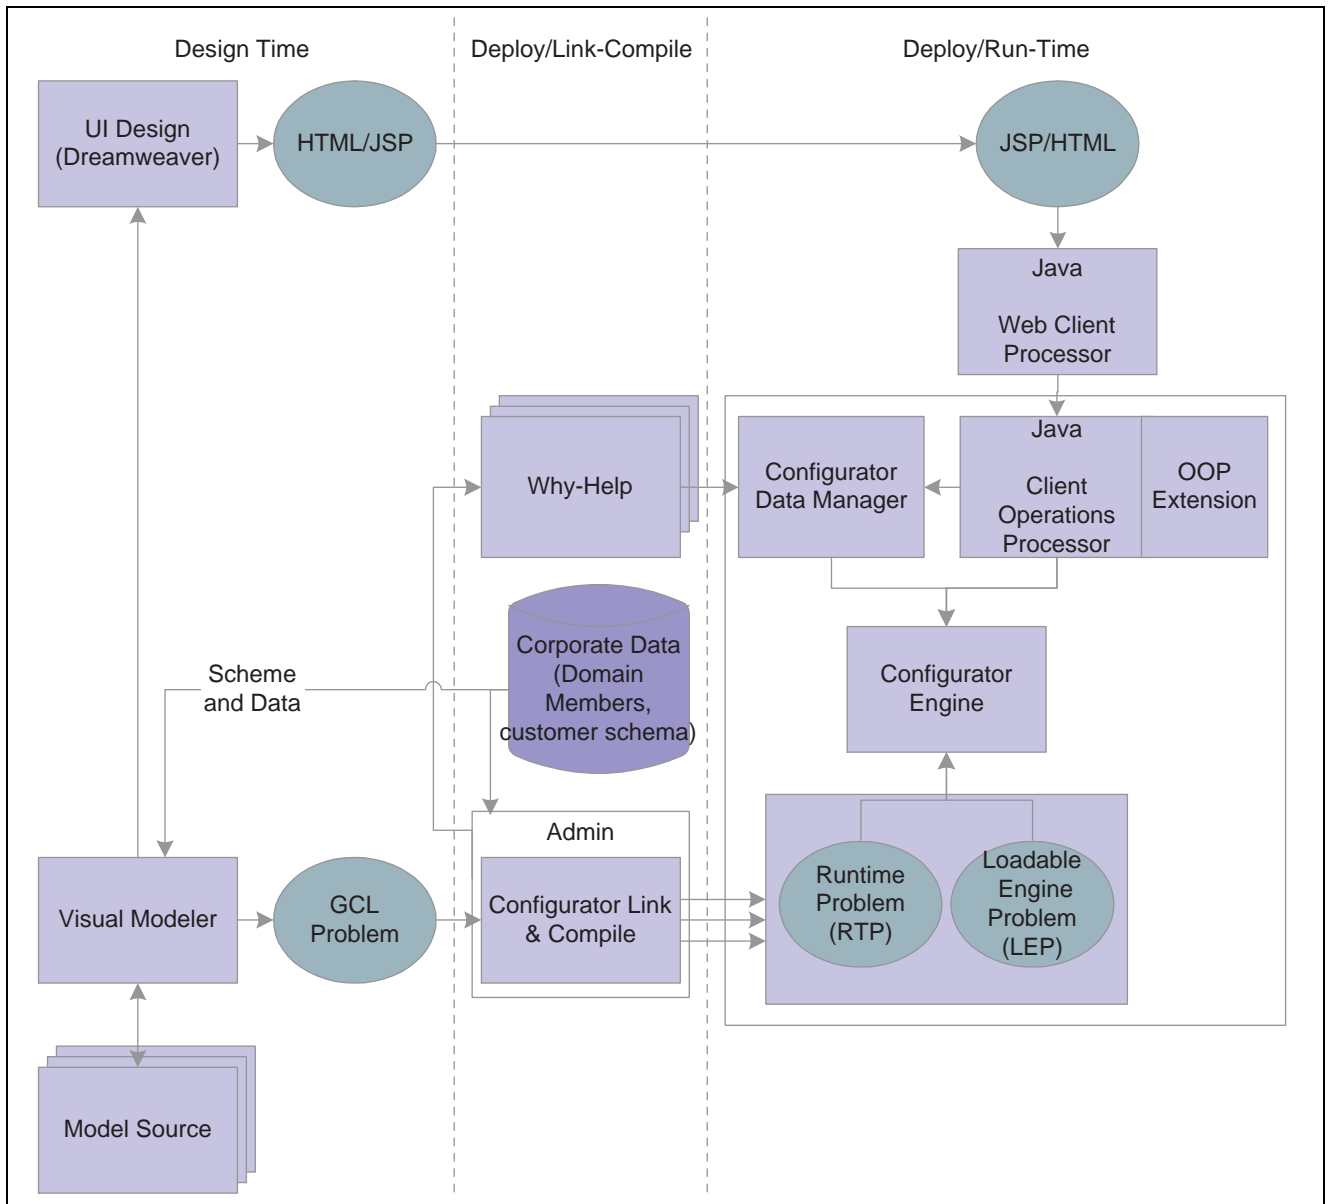 Design Time
Deploy/Link-Compile
Deploy/Run-Time
UI Design
(Dreamweaver)
HTML/JSP
JSP/HTML
Java
Web Client
Processor
Why-Help
Configurator
Data Manager
Java
Client
Operations
Processor
OOP
Extension
Corporate Data
(Domain
Members,
customer schema)
Scheme
and Data
Configurator
Engine
Admin
Visual Modeler
GCL
Problem
Configurator Link
& Compile
Runtime
Problem
(RTP)
Loadable
Engine
Problem
(LEP)
Model Source